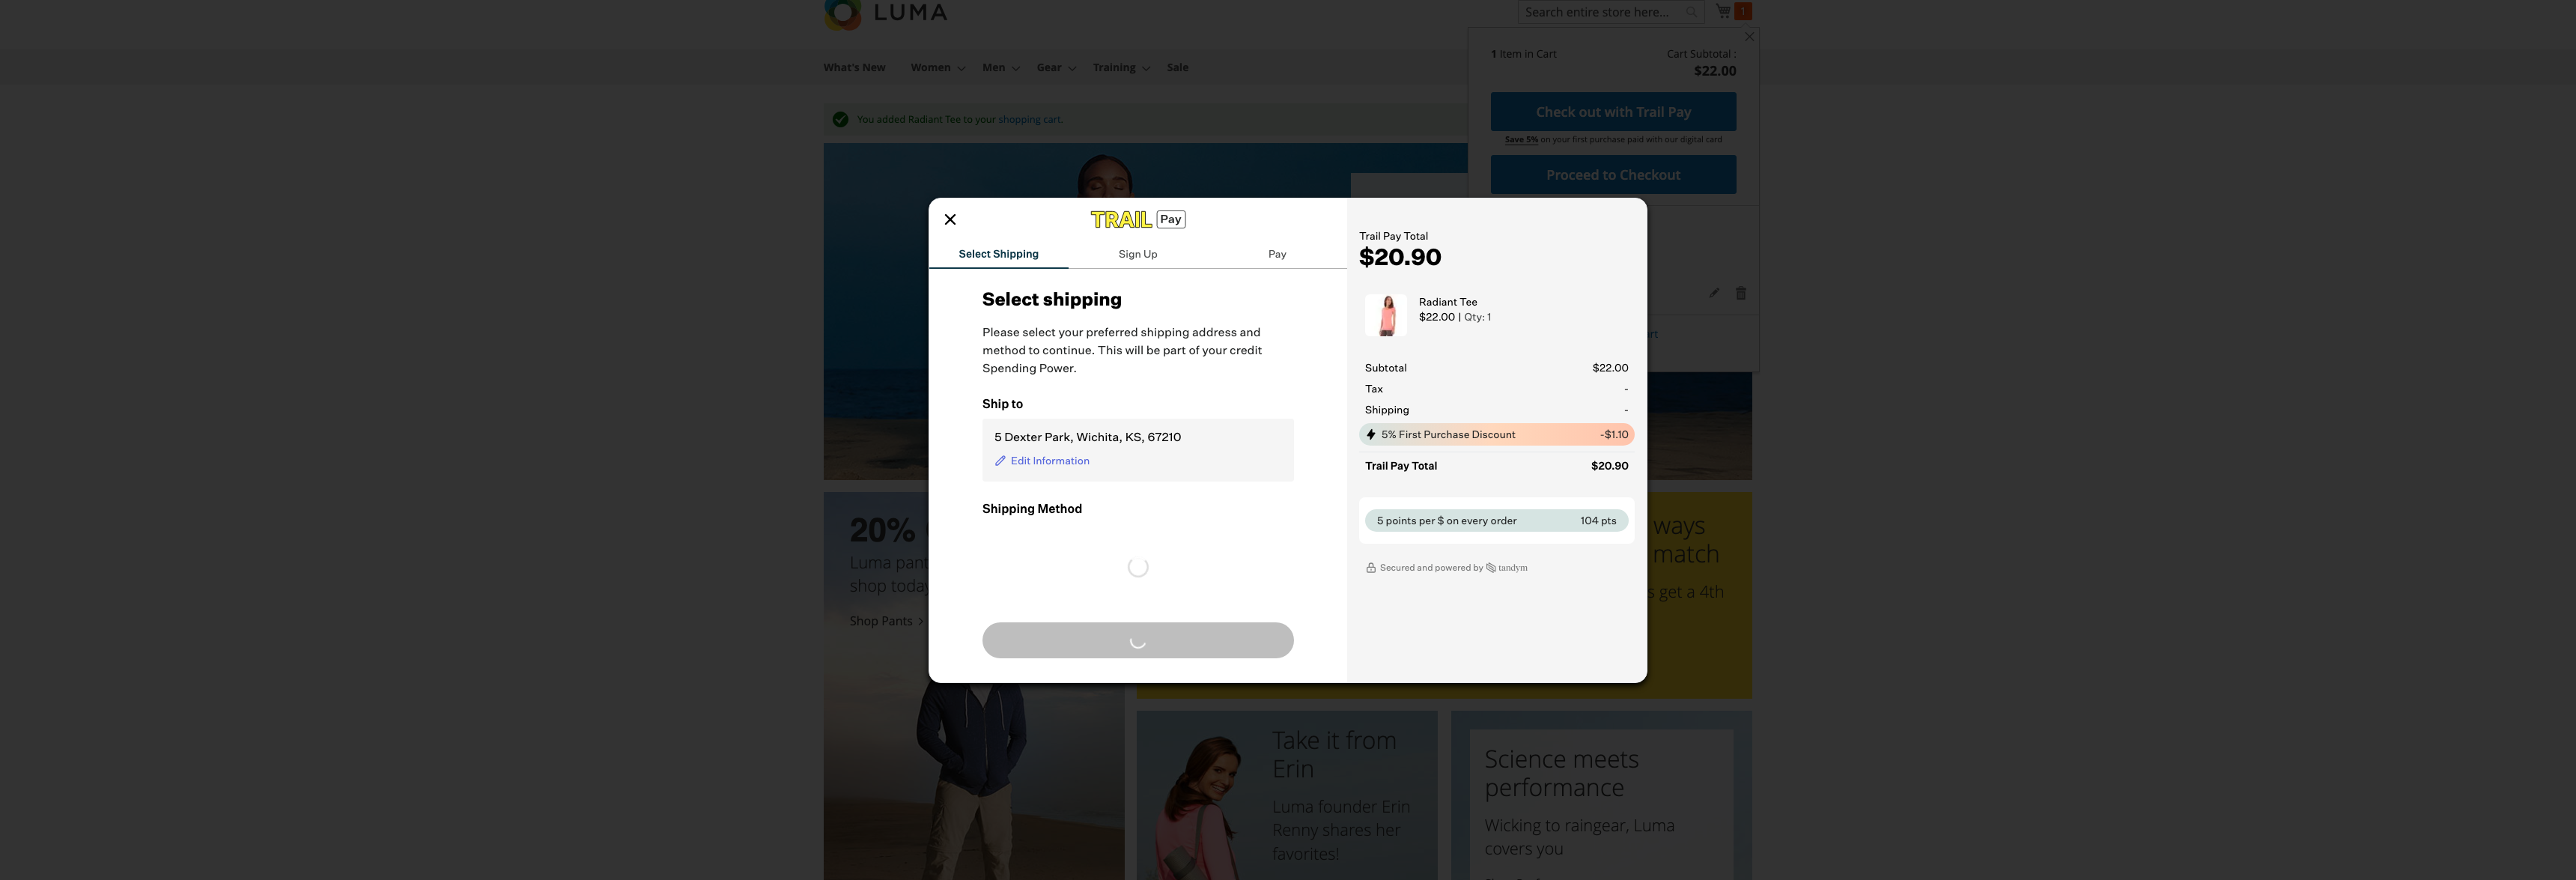 LUMA
Search entire store here...
1
What's New
Women
Men
Gear
Training
Sale
1 Item in Cart
Cart Subtotal :
$22.00
Check out with Trail Pay
Save 5% on your first purchase paid with our digital card
Proceed to Checkout
You added Radiant Tee to your shopping cart.
TRAIL Pay
Select Shipping
Sign Up
Pay
Select shipping
Please select your preferred shipping address and
method to continue. This will be part of your credit
Spending Power.
Ship to
5 Dexter Park, Wichita, KS, 67210
Edit Information
Shipping Method
Trail Pay Total
$20.90
Radiant Tee
$22.00 | Qty: 1
Subtotal $22.00
Tax -
Shipping -
5% First Purchase Discount -$1.10
Trail Pay Total $20.90
5 points per $ on every order 104 pts
Secured and powered by tandym
20%
Luma pant
shop today
Shop Pants
ways
match
get a 4th
Take it from
Erin
Luma founder Erin
Renny shares her
favorites!
Science meets
performance
Wicking to raingear, Luma
covers you